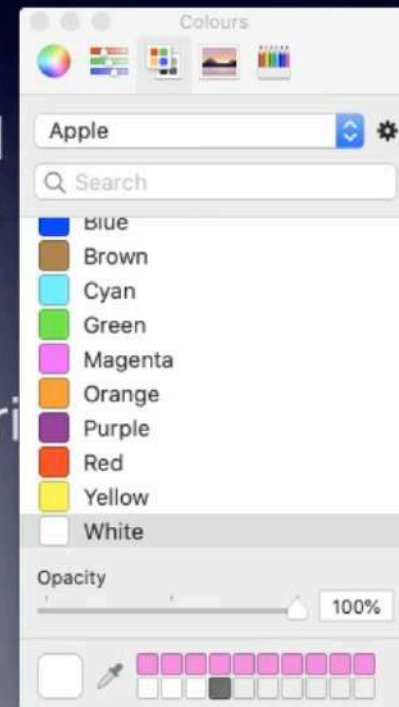 Colours
Apple
Search
Blue
Brown
Cyan
Green
Magenta
Orange
Purple
Red
Yellow
White
Opacity
100%